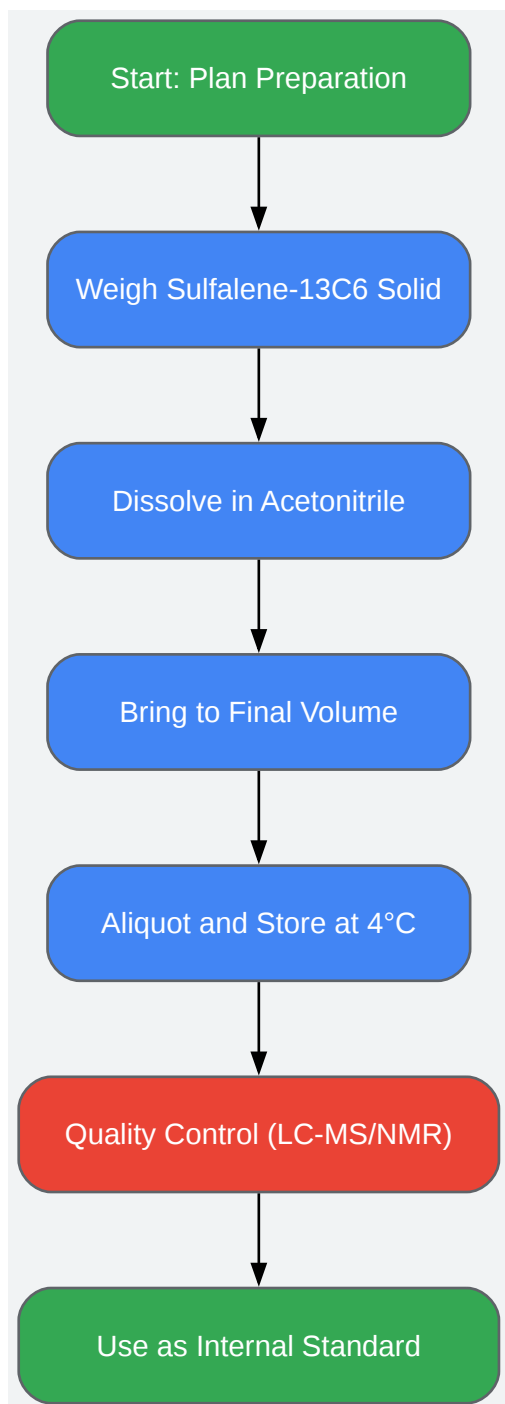 Start: Plan Preparation
Weigh Sulfalene-13C6 Solid
Dissolve in Acetonitrile
Bring to Final Volume
Aliquot and Store at 4°C
Quality Control (LC-MS/NMR)
Use as Internal Standard